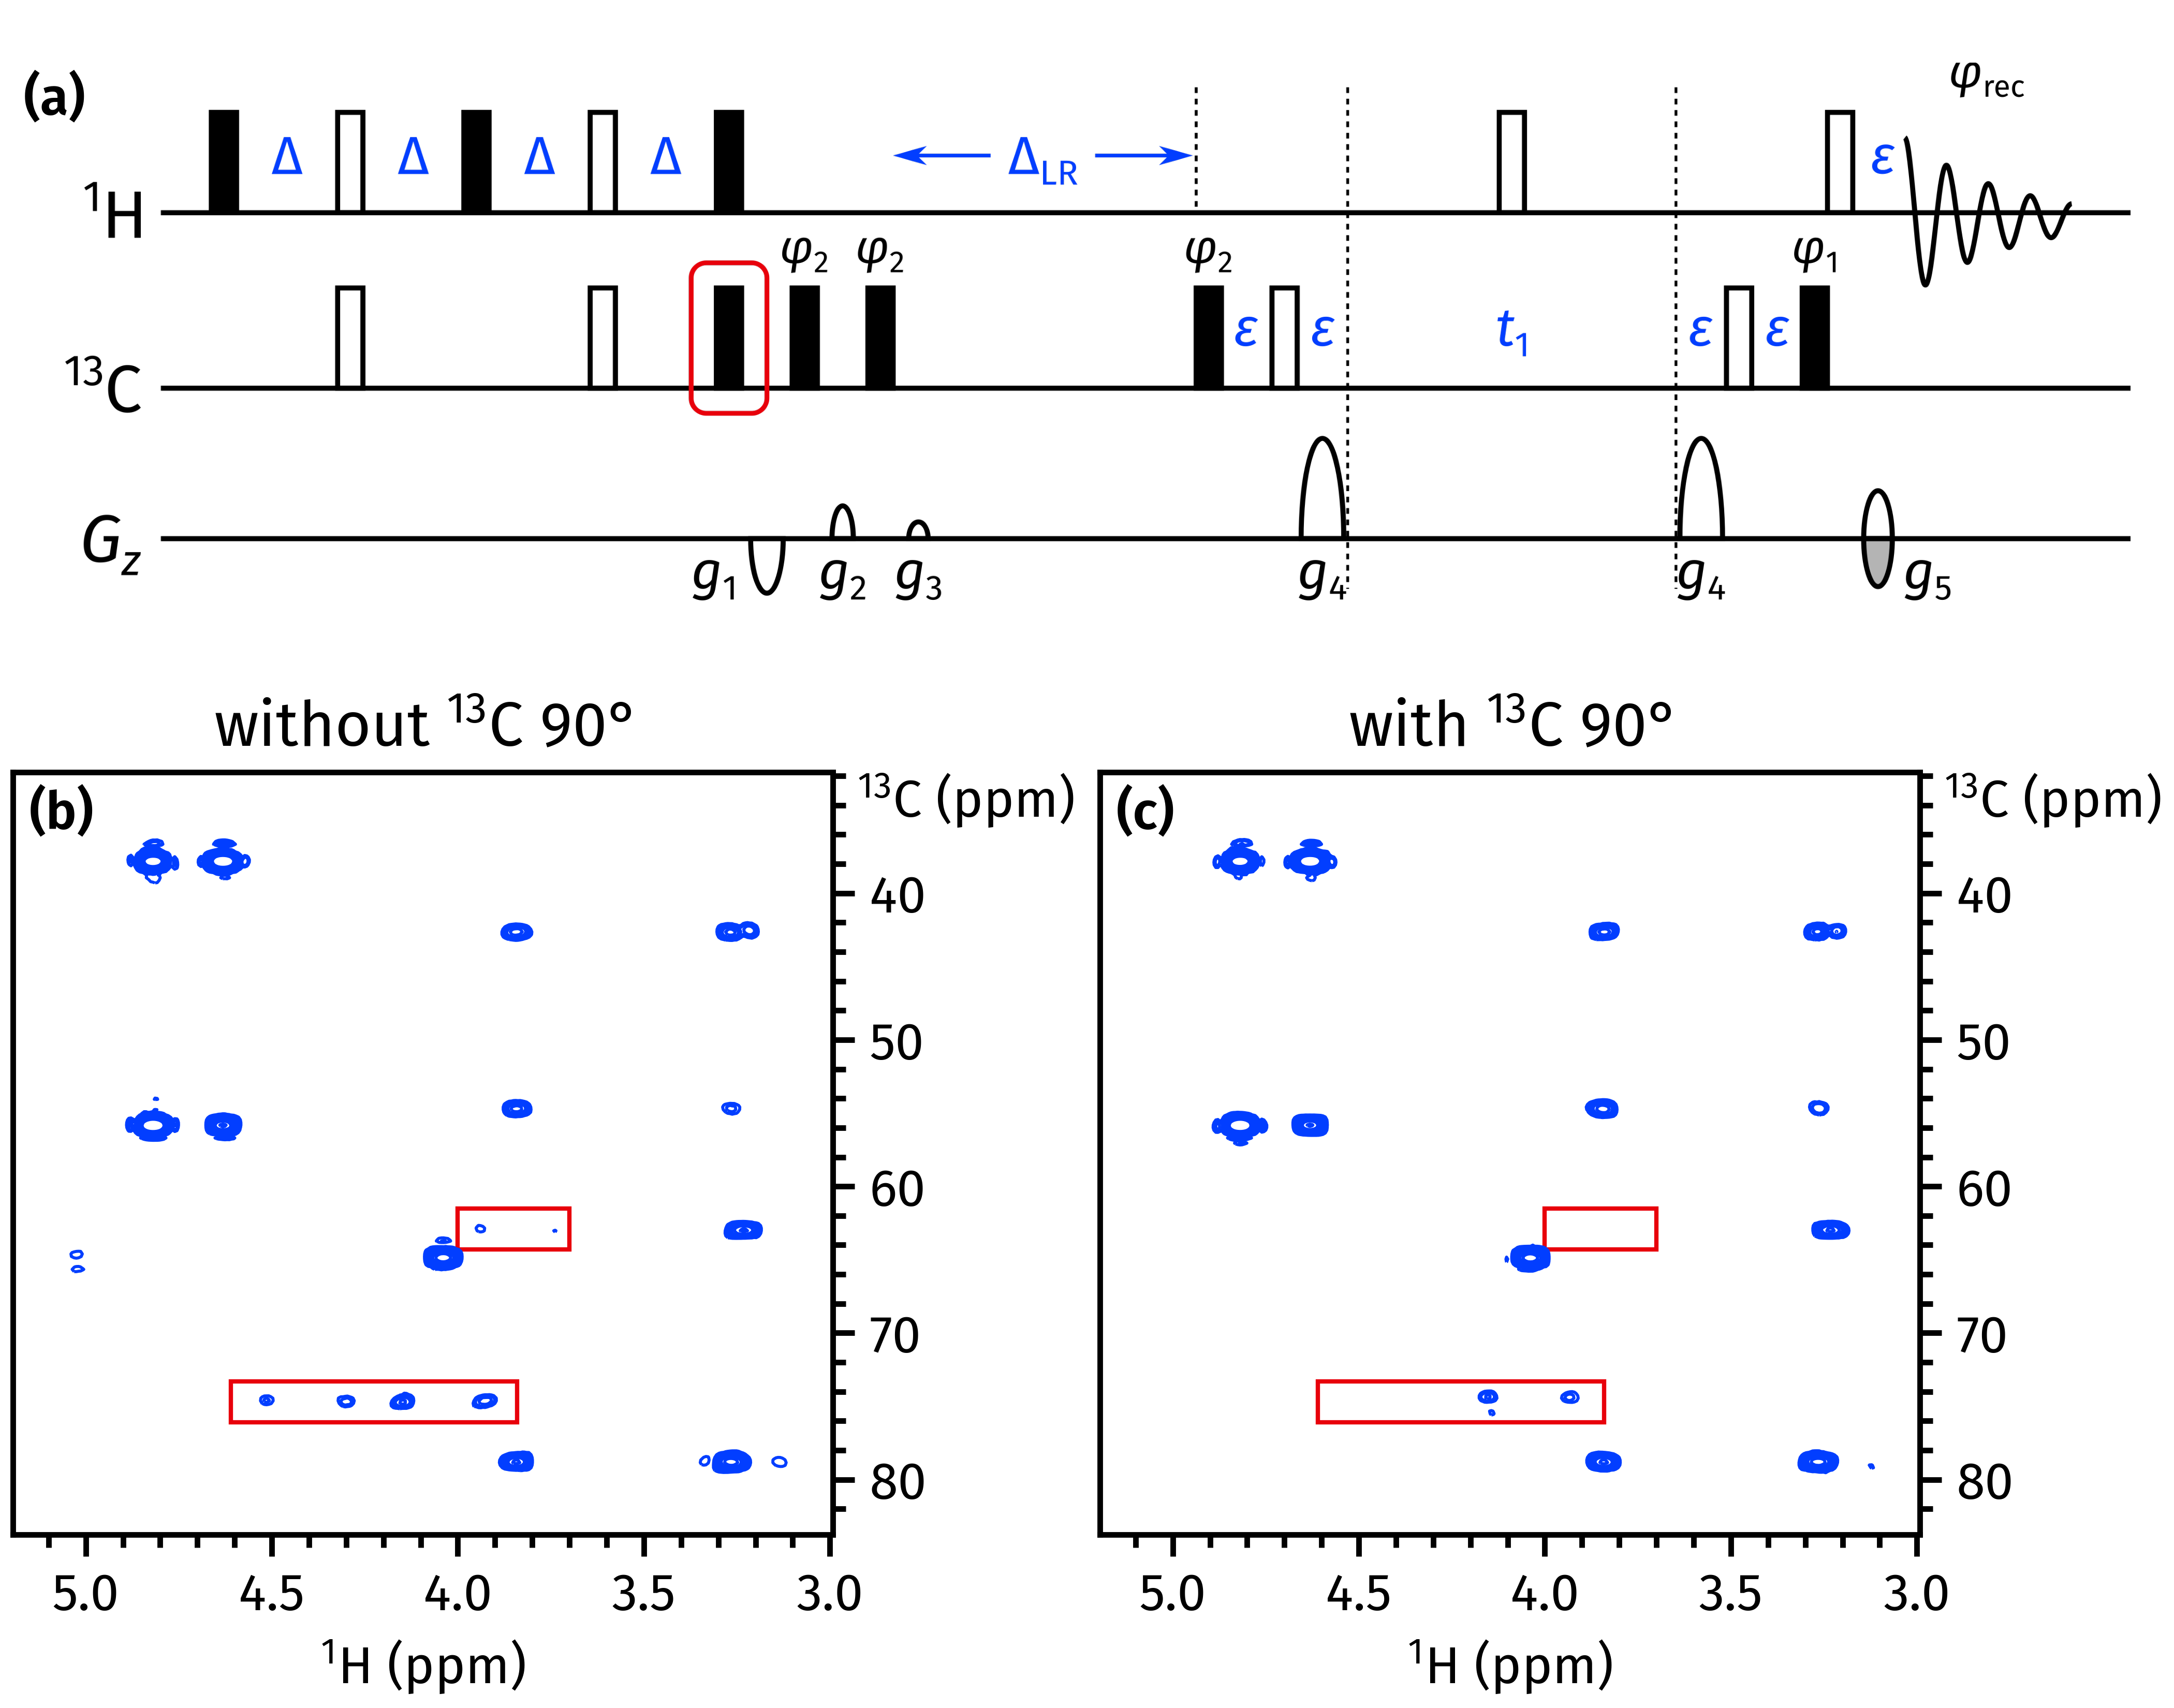 (a)
φrec
Δ Δ Δ Δ ΔLR ε
¹H
φ2 φ2 φ2 φ1
ε ε t1 ε ε
¹³C
Gz
g1 g2 g3 g4 g4 g5
without ¹³C 90°
with ¹³C 90°
(b)
¹³C (ppm)
40
50
60
70
80
5.0 4.5 4.0 3.5 3.0
¹H (ppm)
(c)
¹³C (ppm)
40
50
60
70
80
5.0 4.5 4.0 3.5 3.0
¹H (ppm)